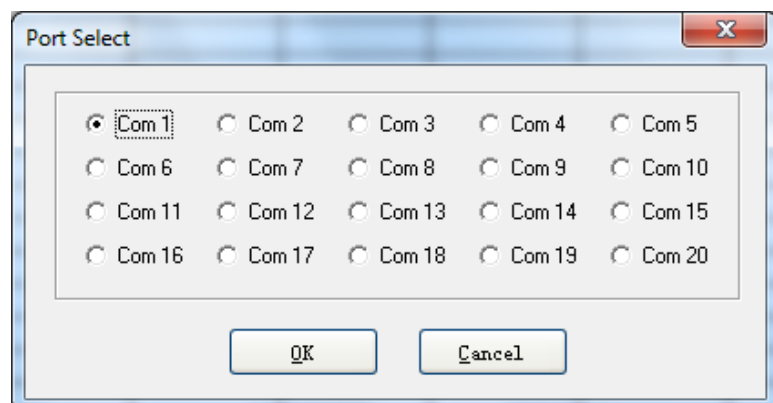 Port Select
Com 1 Com 2 Com 3 Com 4 Com 5
Com 6 Com 7 Com 8 Com 9 Com 10
Com 11 Com 12 Com 13 Com 14 Com 15
Com 16 Com 17 Com 18 Com 19 Com 20
OK Cancel